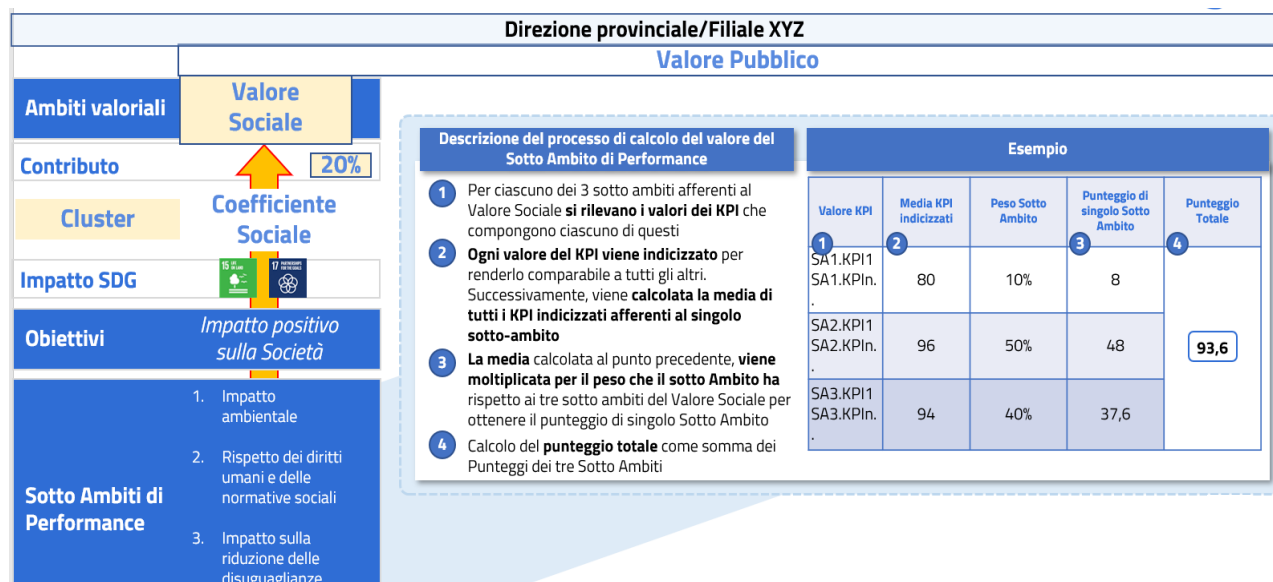 Direzione provinciale/Filiale XYZ
Valore Pubblico
Ambiti valoriali
Valore
Sociale
Contributo
20%
Cluster
Coefficiente
Sociale
Impatto SDG
15 LIFE
ON LAND
17 PARTNERSHIPS
FOR THE GOALS
Obiettivi
Impatto positivo
sulla Società
Sotto Ambiti di
Performance
1. Impatto
ambientale
2. Rispetto dei diritti
umani e delle
normative sociali
3. Impatto sulla
riduzione delle
disuguaglianze
Descrizione del processo di calcolo del valore del
Sotto Ambito di Performance
1 Per ciascuno dei 3 sotto ambiti afferenti al
Valore Sociale si rilevano i valori dei KPI che
compongono ciascuno di questi
2 Ogni valore del KPI viene indicizzato per
renderlo comparabile a tutti gli altri.
Successivamente, viene calcolata la media di
tutti i KPI indicizzati afferenti al singolo
sotto-ambito
3 La media calcolata al punto precedente, viene
moltiplicata per il peso che il sotto Ambito ha
rispetto ai tre sotto ambiti del Valore Sociale per
ottenere il punteggio di singolo Sotto Ambito
4 Calcolo del punteggio totale come somma dei
Punteggi dei tre Sotto Ambiti
Esempio
Valore KPI
Media KPI
indicizzati
Peso Sotto
Ambito
Punteggio di
singolo Sotto
Ambito
Punteggio
Totale
1 2 3 4
SA1.KPI1
SA1.KPIn.
.
80 10% 8
SA2.KPI1
SA2.KPIn.
.
96 50% 48
93,6
SA3.KPI1
SA3.KPIn.
.
94 40% 37,6